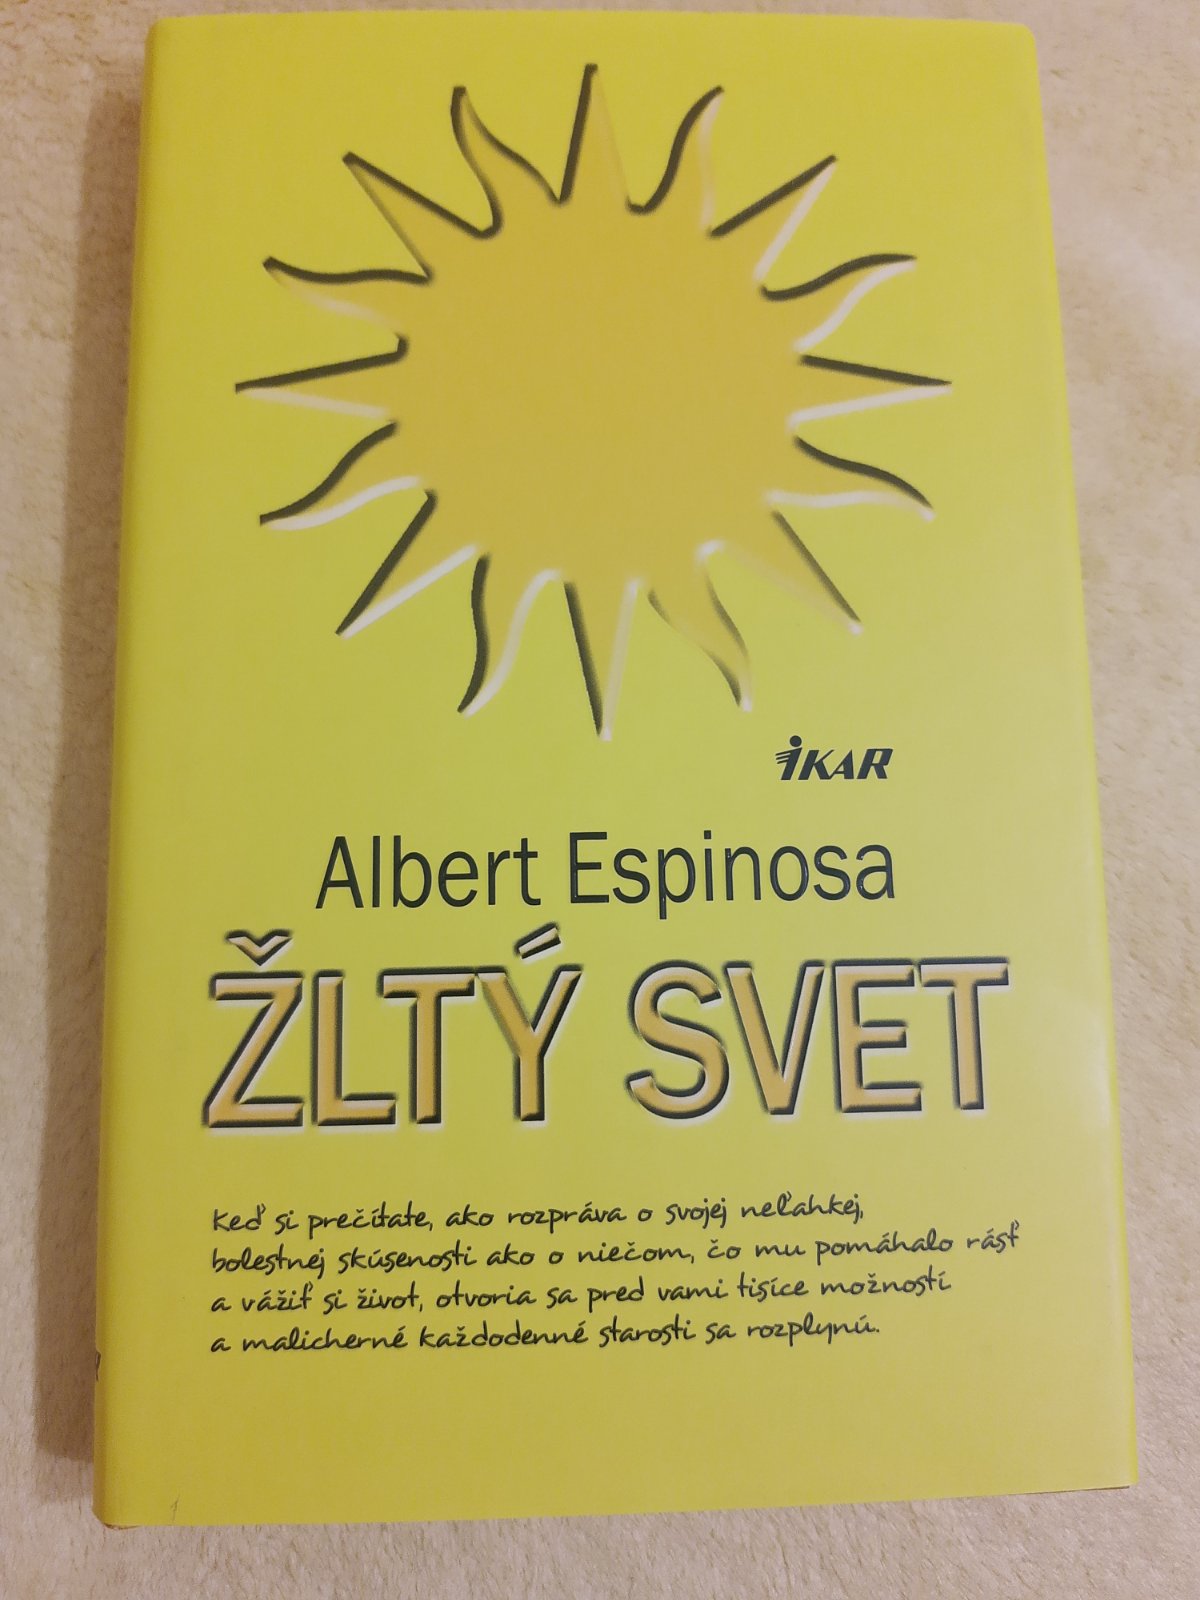 İKAR
Albert Espinosa
ŽLTÝ SVET
Keď si prečítate, ako rozpráva o svojej neľahkej,
bolestnej skúsenosti ako o niečom, čo mu pomáhalo rásť
a vážiť si život, otvoria sa pred vami tisíce možností
a malicherné každodenné starosti sa rozplynú.